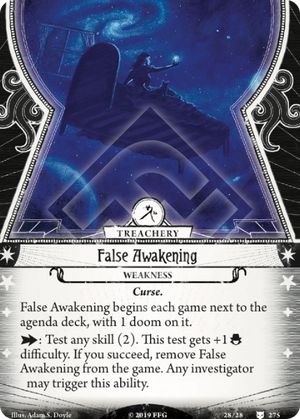 TREACHERY
False Awakening
WEAKNESS
Curse.
False Awakening begins each game next to the
agenda deck, with 1 doom on it.
: Test any skill (2). This test gets +1
difficulty. If you succeed, remove False
Awakening from the game. Any investigator
may trigger this ability.
Illus. Adam S. Doyle © 2019 FFG 28/28 275